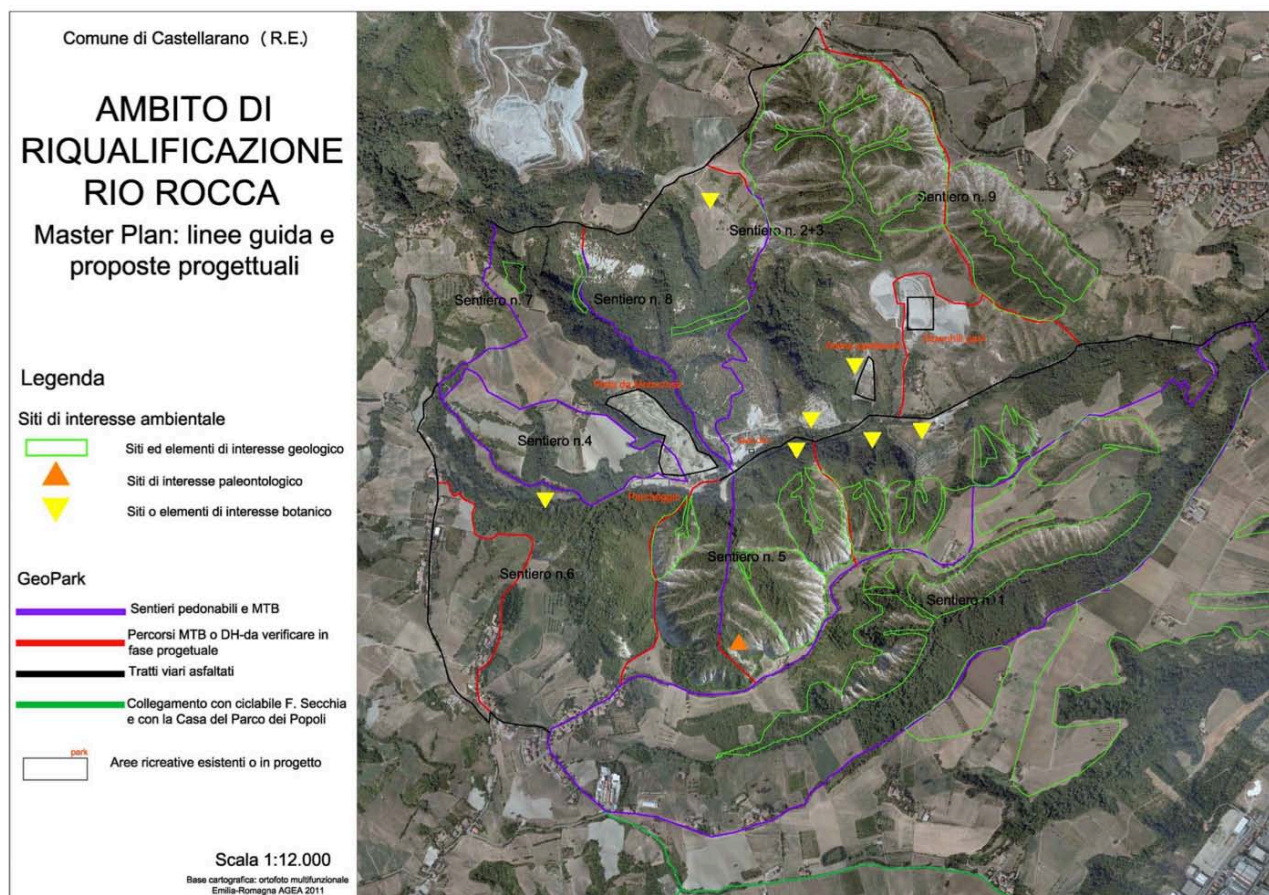 Comune di Castellarano ( R.E.)
AMBITO DI
RIQUALIFICAZIONE
RIO ROCCA
Master Plan: linee guida e
proposte progettuali
Legenda
Siti di interesse ambientale
Siti ed elementi di interesse geologico
Siti di interesse paleontologico
Siti o elementi di interesse botanico
GeoPark
Sentieri pedonabili e MTB
Percorsi MTB o DH-da verificare in
fase progetuale
Tratti viari asfaltati
Collegamento con ciclabile F. Secchia
e con la Casa del Parco dei Popoli
park
Aree ricreative esistenti o in progetto
Scala 1:12.000
Base cartografica: ortofoto multifunzionale
Emilia-Romagna AGEA 2011
Sentiero n. 9
Sentiero n. 2+3
Sentiero n. 7
Sentiero n. 8
Sentiero n.4
Parcheggio
Sentiero n. 5
Sentiero n.6
Sentiero n. 1